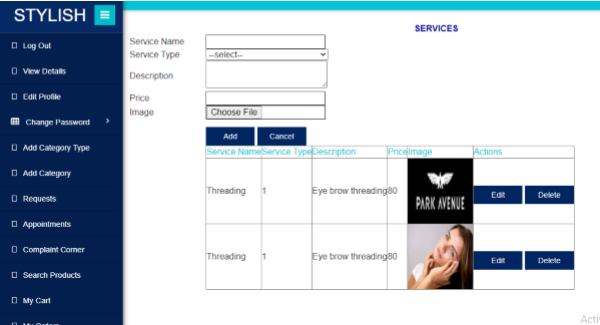 STYLISH
Log Out
View Details
Edit Profile
Change Password
Add Category Type
Add Category
Requests
Appointments
Complaint Corner
Search Products
My Cart
My Orders
SERVICES
Service Name
Service Type --select--
Description
Price
Image Choose File
Add Cancel
Service Name Service Type Description Price Image Actions
Threading 1 Eye brow threading 80 PARK AVENUE Edit Delete
Threading 1 Eye brow threading 80 Edit Delete